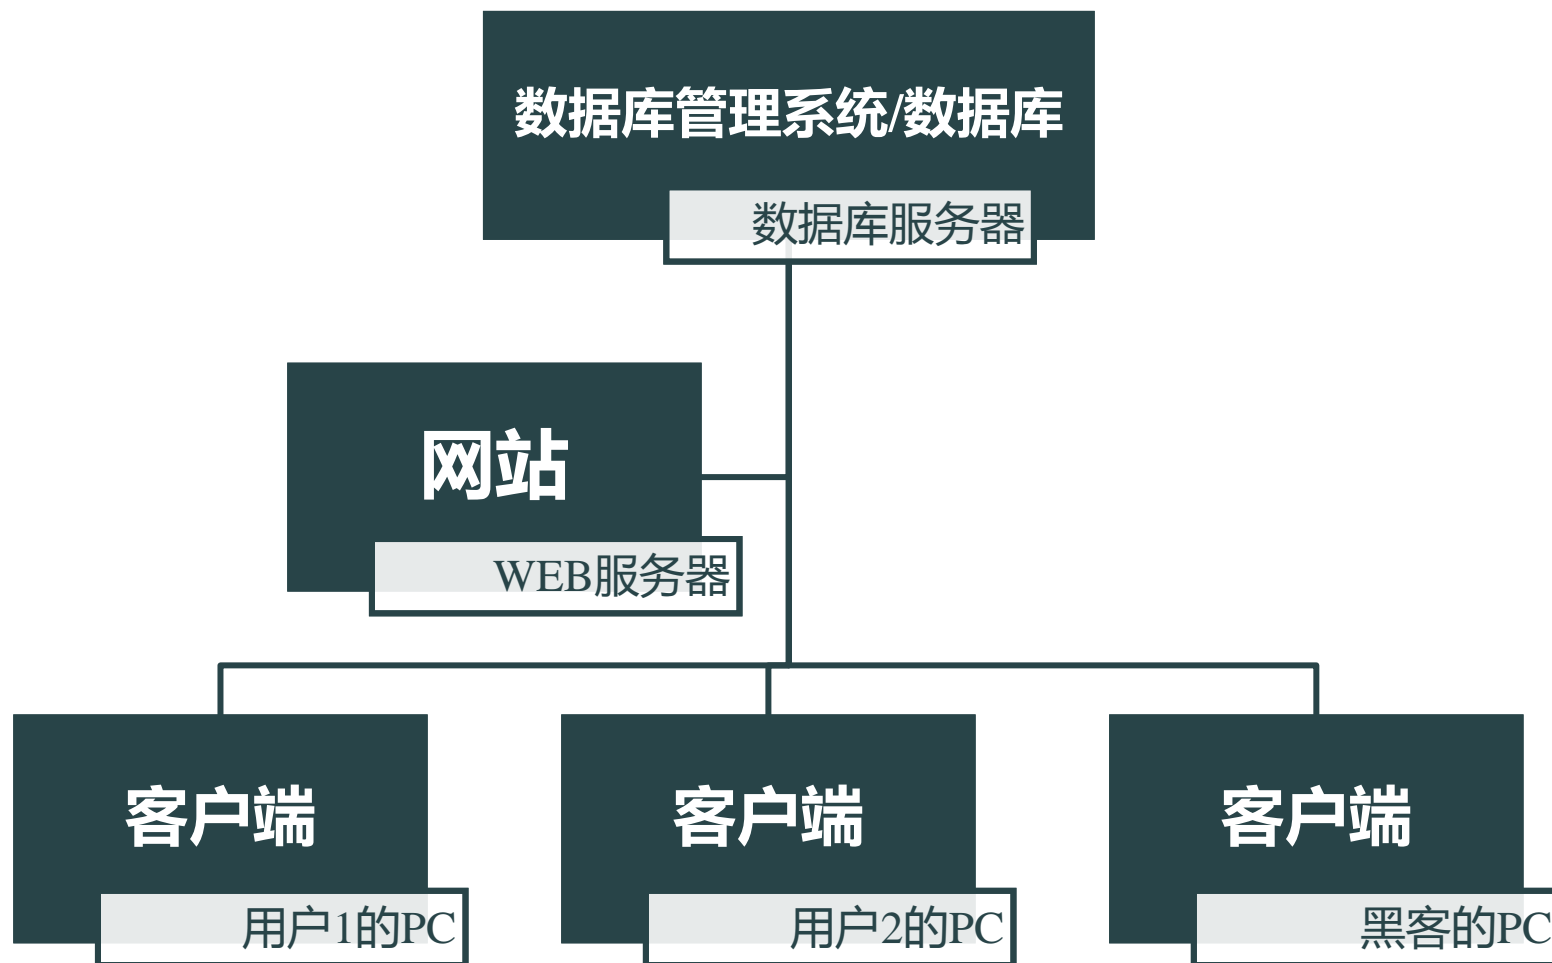 数据库管理系统/数据库
数据库服务器
网站
WEB服务器
客户端
用户1的PC
客户端
用户2的PC
客户端
黑客的PC